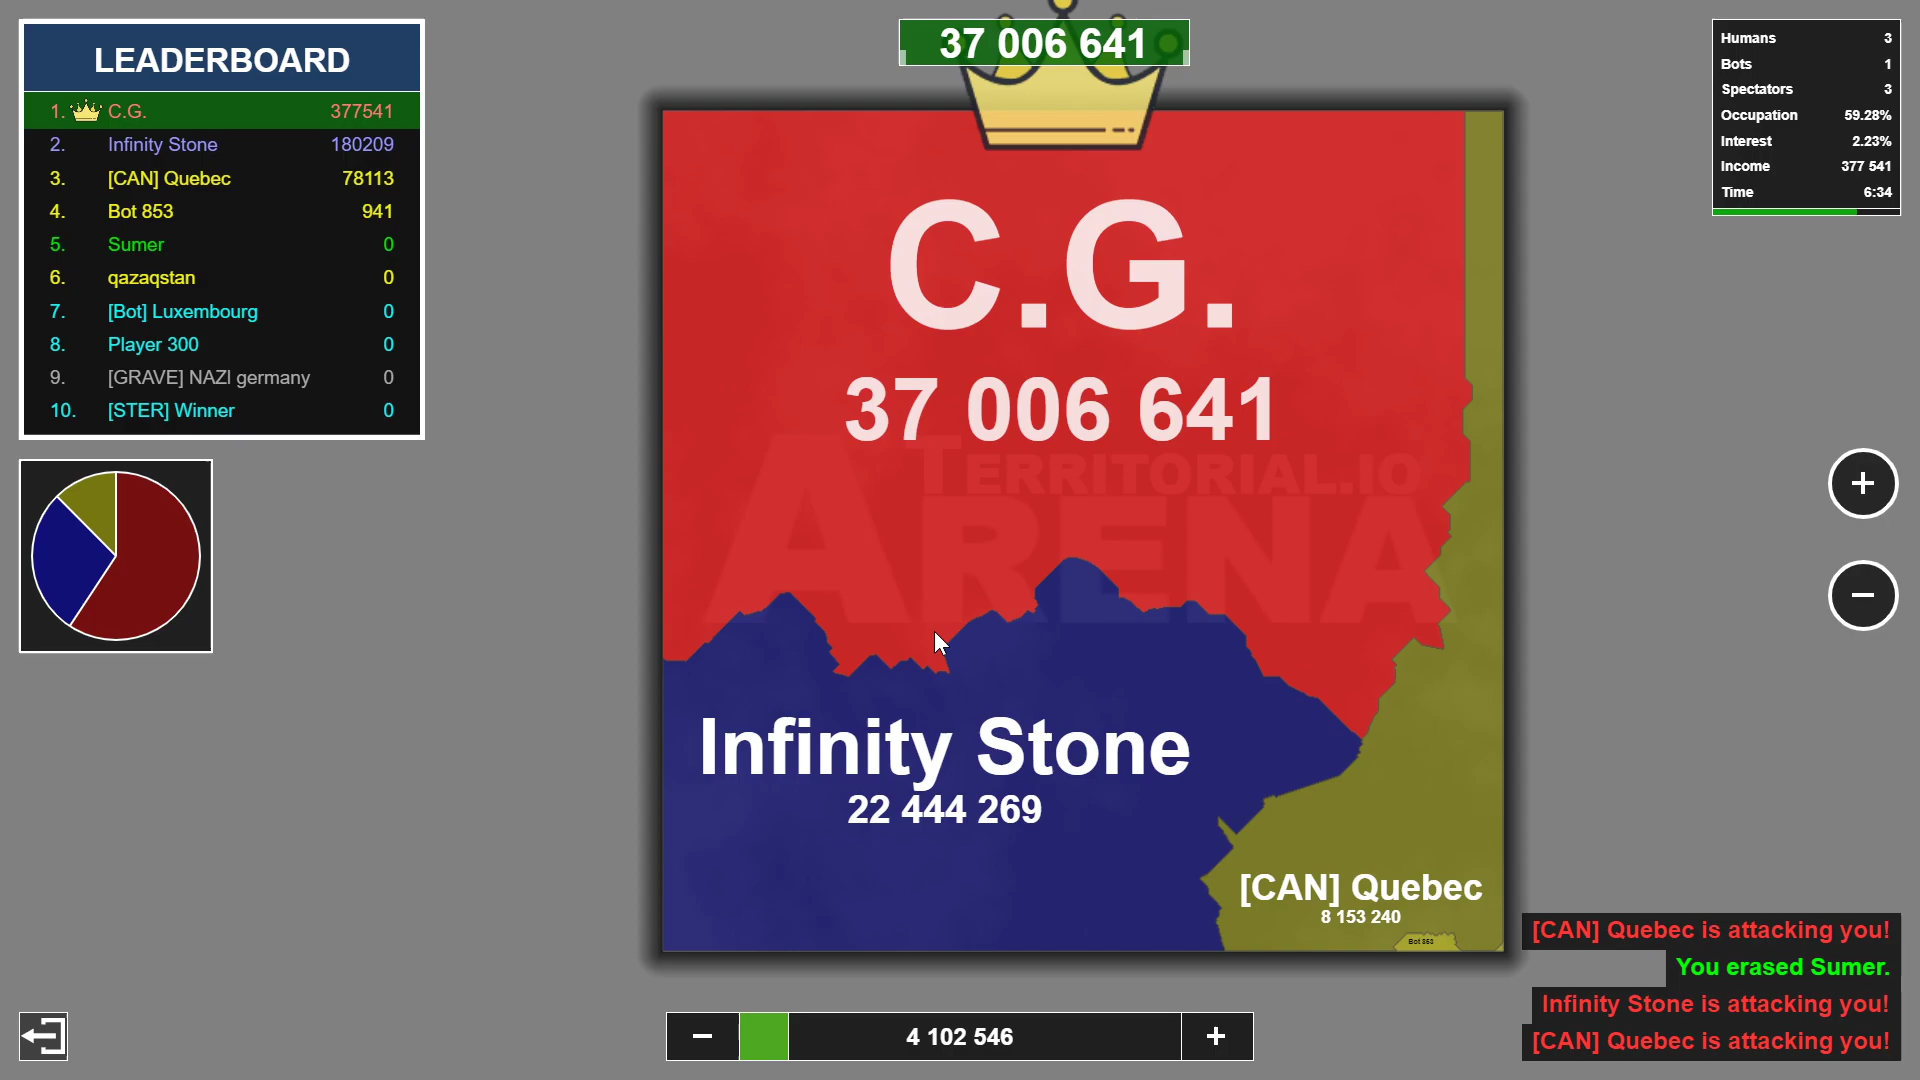 LEADERBOARD
1. C.G. 377541
2. Infinity Stone 180209
3. [CAN] Quebec 78113
4. Bot 853 941
5. Sumer 0
6. qazaqstan 0
7. [Bot] Luxembourg 0
8. Player 300 0
9. [GRAVE] NAZI germany 0
10. [STER] Winner 0
37 006 641
Humans 3
Bots 1
Spectators 3
Occupation 59.28%
Interest 2.23%
Income 377 541
Time 6:34
C.G.
37 006 641
TERRITORIAL.IO
ARENA
Infinity Stone
22 444 269
[CAN] Quebec
8 153 240
Bot 853
[CAN] Quebec is attacking you!
You erased Sumer.
Infinity Stone is attacking you!
[CAN] Quebec is attacking you!
− 4 102 546 +